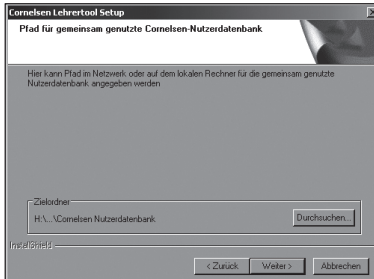 Cornelsen Lehrertool Setup
Pfad für gemeinsam genutzte Cornelsen-Nutzerdatenbank
Hier kann Pfad im Netzwerk oder auf dem lokalen Rechner für die gemeinsam genutzte
Nutzerdatenbank angegeben werden
Zielordner
H:\...\Cornelsen Nutzerdatenbank
Durchsuchen...
InstallShield
< Zurück Weiter > Abbrechen